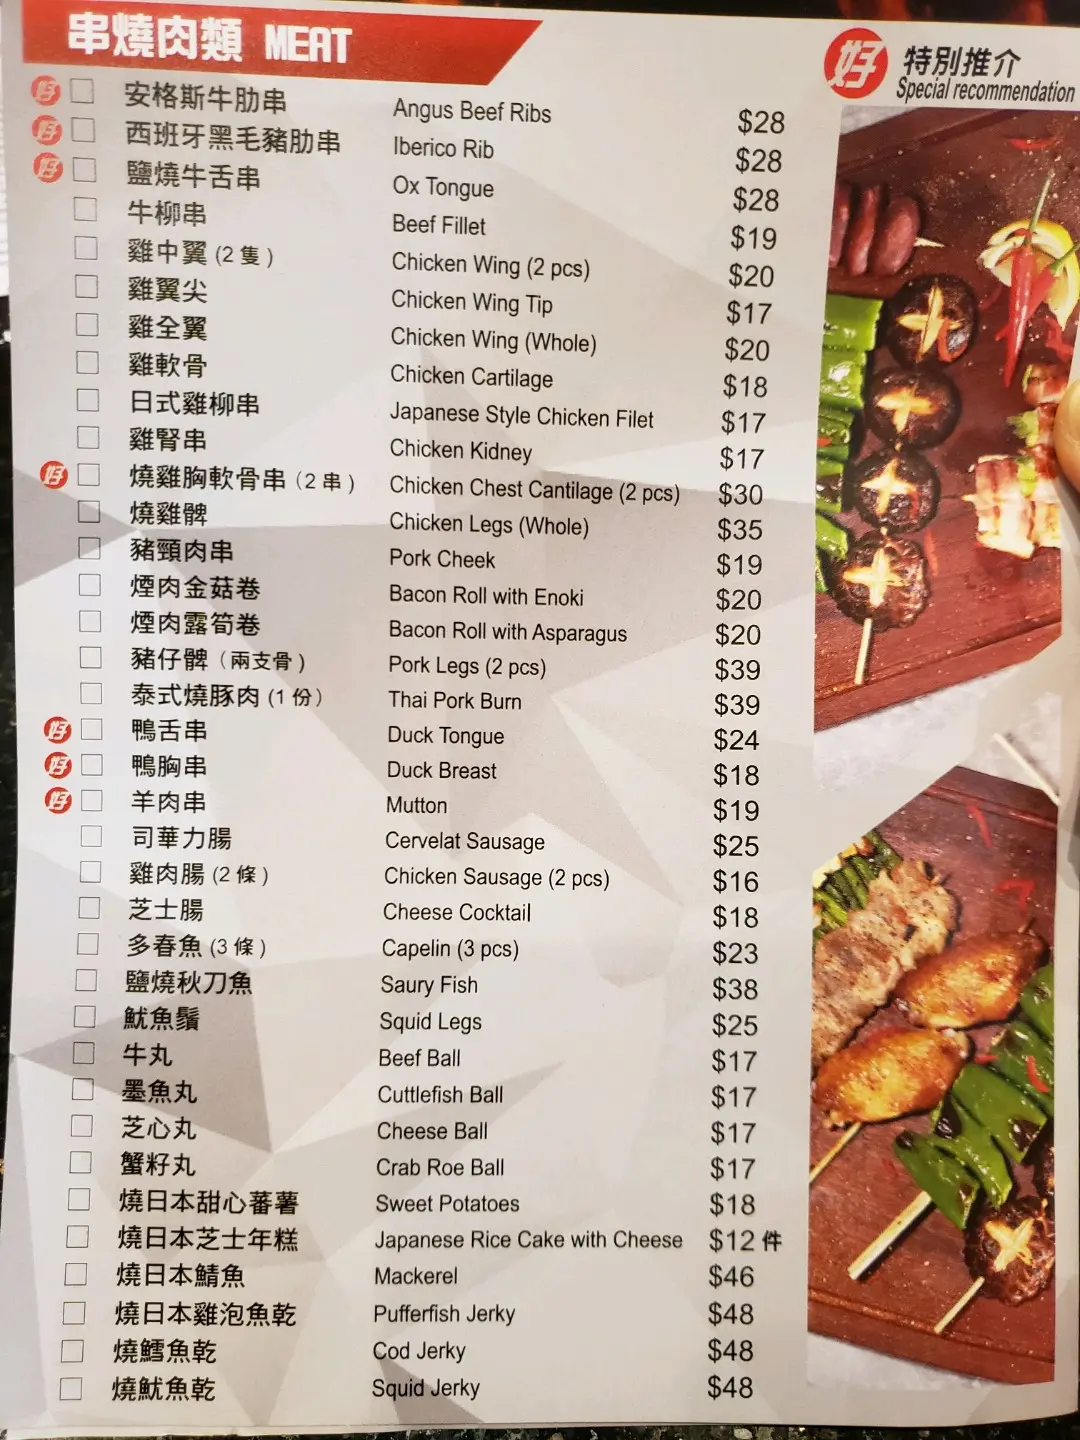 串燒肉類 MEAT
好 特別推介
Special recommendation
好 安格斯牛肋串 Angus Beef Ribs $28
好 西班牙黑毛豬肋串 Iberico Rib $28
好 鹽燒牛舌串 Ox Tongue $28
牛柳串 Beef Fillet $19
雞中翼 (2 隻) Chicken Wing (2 pcs) $20
雞翼尖 Chicken Wing Tip $17
雞全翼 Chicken Wing (Whole) $20
雞軟骨 Chicken Cartilage $18
日式雞柳串 Japanese Style Chicken Filet $17
雞腎串 Chicken Kidney $17
好 燒雞胸軟骨串 (2 串) Chicken Chest Cantilage (2 pcs) $30
燒雞髀 Chicken Legs (Whole) $35
豬頸肉串 Pork Cheek $19
煙肉金菇卷 Bacon Roll with Enoki $20
煙肉露筍卷 Bacon Roll with Asparagus $20
豬仔髀 (兩支骨) Pork Legs (2 pcs) $39
泰式燒豚肉 (1 份) Thai Pork Burn $39
好 鴨舌串 Duck Tongue $24
好 鴨胸串 Duck Breast $18
好 羊肉串 Mutton $19
司華力腸 Cervelat Sausage $25
雞肉腸 (2 條) Chicken Sausage (2 pcs) $16
芝士腸 Cheese Cocktail $18
多春魚 (3 條) Capelin (3 pcs) $23
鹽燒秋刀魚 Saury Fish $38
魷魚鬚 Squid Legs $25
牛丸 Beef Ball $17
墨魚丸 Cuttlefish Ball $17
芝心丸 Cheese Ball $17
蟹籽丸 Crab Roe Ball $17
燒日本甜心蕃薯 Sweet Potatoes $18
燒日本芝士年糕 Japanese Rice Cake with Cheese $12 件
燒日本鯖魚 Mackerel $46
燒日本雞泡魚乾 Pufferfish Jerky $48
燒鱈魚乾 Cod Jerky $48
燒魷魚乾 Squid Jerky $48